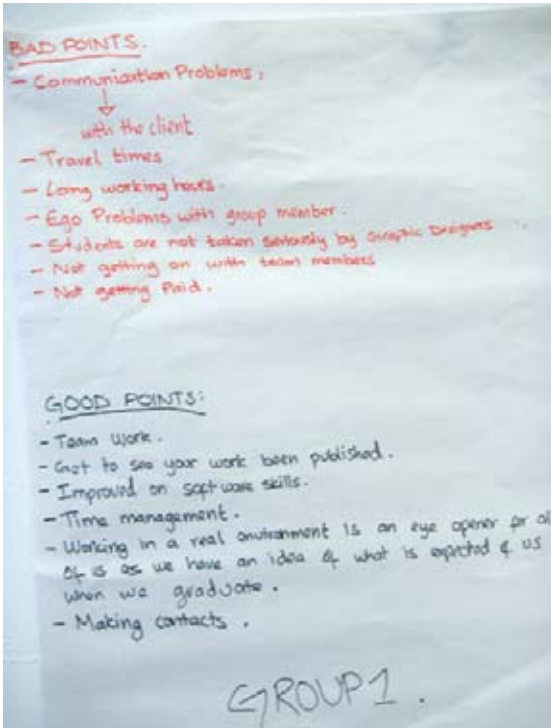 BAD POINTS.
- Communication Problems;
with the client
- Travel times
- Long working hours.
- Ego Problems with group member.
- Students are not taken seriously by Graphic Designers
- Not getting on with team members
- Not getting Paid.
GOOD POINTS:
- Team Work.
- Got to see your work been published.
- Improved on software skills.
- Time management.
- Working in a real environment is an eye opener for all
of is as we have an idea of what is expected of us
when we graduate.
- Making contacts.
GROUP 1.